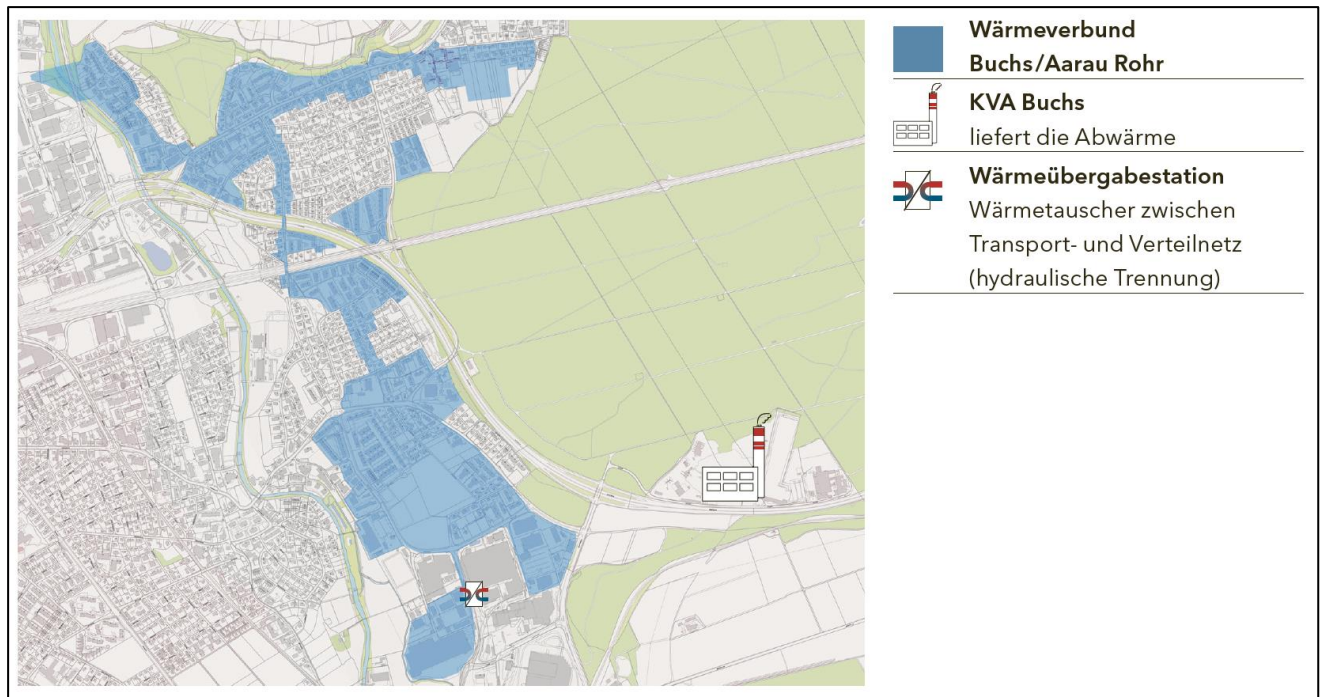 Wärmeverbund
Buchs/Aarau Rohr
KVA Buchs
liefert die Abwärme
Wärmeübergabestation
Wärmetauscher zwischen
Transport- und Verteilnetz
(hydraulische Trennung)